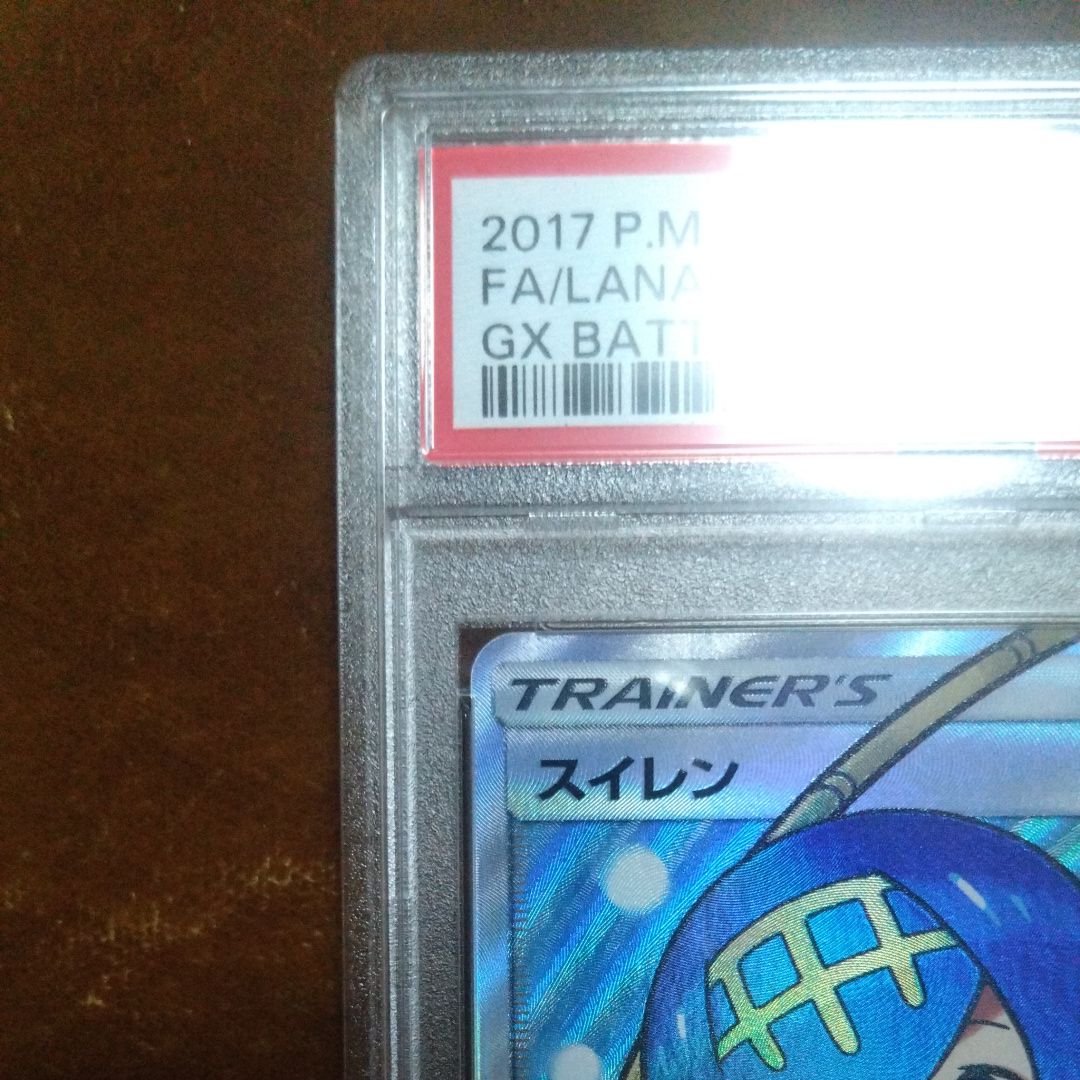 2017 P.M
FA/LANA
GX BATT
TRAINER'S
スイレン